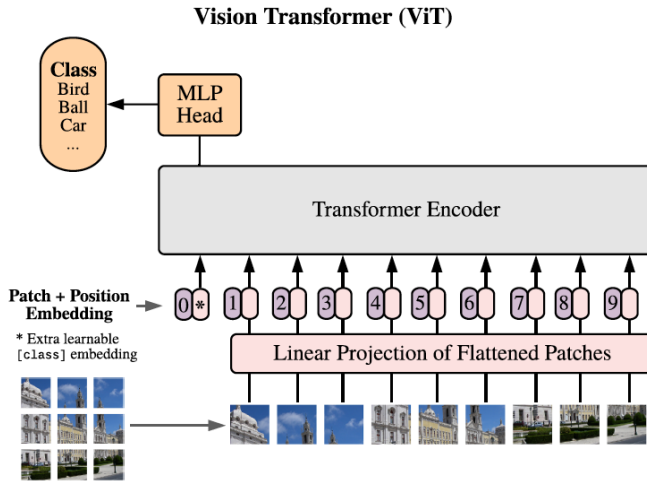 Vision Transformer (ViT)
Class
Bird
Ball
Car
...
MLP
Head
Transformer Encoder
Patch + Position
Embedding
0 * 1 2 3 4 5 6 7 8 9
* Extra learnable
[class] embedding
Linear Projection of Flattened Patches